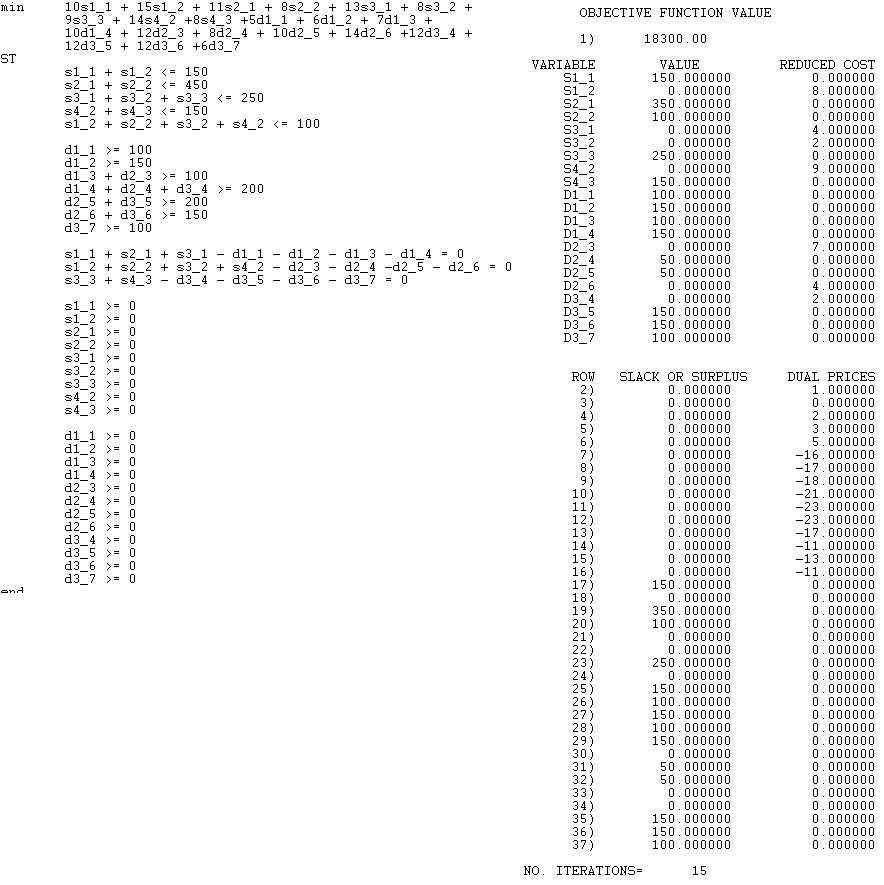 min 10s1_1 + 15s1_2 + 11s2_1 + 8s2_2 + 13s3_1 + 8s3_2 +
9s3_3 + 14s4_2 +8s4_3 +5d1_1 + 6d1_2 + 7d1_3 +
10d1_4 + 12d2_3 + 8d2_4 + 10d2_5 + 14d2_6 +12d3_4 +
12d3_5 + 12d3_6 +6d3_7
ST
s1_1 + s1_2 <= 150
s2_1 + s2_2 <= 450
s3_1 + s3_2 + s3_3 <= 250
s4_2 + s4_3 <= 150
s1_2 + s2_2 + s3_2 + s4_2 <= 100
d1_1 >= 100
d1_2 >= 150
d1_3 + d2_3 >= 100
d1_4 + d2_4 + d3_4 >= 200
d2_5 + d3_5 >= 200
d2_6 + d3_6 >= 150
d3_7 >= 100
s1_1 + s2_1 + s3_1 - d1_1 - d1_2 - d1_3 - d1_4 = 0
s1_2 + s2_2 + s3_2 + s4_2 - d2_3 - d2_4 -d2_5 - d2_6 = 0
s3_3 + s4_3 - d3_4 - d3_5 - d3_6 - d3_7 = 0
s1_1 >= 0
s1_2 >= 0
s2_1 >= 0
s2_2 >= 0
s3_1 >= 0
s3_2 >= 0
s3_3 >= 0
s4_2 >= 0
s4_3 >= 0
d1_1 >= 0
d1_2 >= 0
d1_3 >= 0
d1_4 >= 0
d2_3 >= 0
d2_4 >= 0
d2_5 >= 0
d2_6 >= 0
d3_4 >= 0
d3_5 >= 0
d3_6 >= 0
d3_7 >= 0
end
OBJECTIVE FUNCTION VALUE
1) 18300.00
VARIABLE VALUE REDUCED COST
S1_1 150.000000 0.000000
S1_2 0.000000 8.000000
S2_1 350.000000 0.000000
S2_2 100.000000 0.000000
S3_1 0.000000 4.000000
S3_2 0.000000 2.000000
S3_3 250.000000 0.000000
S4_2 0.000000 9.000000
S4_3 150.000000 0.000000
D1_1 100.000000 0.000000
D1_2 150.000000 0.000000
D1_3 100.000000 0.000000
D1_4 150.000000 0.000000
D2_3 0.000000 7.000000
D2_4 50.000000 0.000000
D2_5 50.000000 0.000000
D2_6 0.000000 4.000000
D3_4 0.000000 2.000000
D3_5 150.000000 0.000000
D3_6 150.000000 0.000000
D3_7 100.000000 0.000000
ROW SLACK OR SURPLUS DUAL PRICES
2) 0.000000 1.000000
3) 0.000000 0.000000
4) 0.000000 2.000000
5) 0.000000 3.000000
6) 0.000000 5.000000
7) 0.000000 -16.000000
8) 0.000000 -17.000000
9) 0.000000 -18.000000
10) 0.000000 -21.000000
11) 0.000000 -23.000000
12) 0.000000 -23.000000
13) 0.000000 -17.000000
14) 0.000000 -11.000000
15) 0.000000 -13.000000
16) 0.000000 -11.000000
17) 150.000000 0.000000
18) 0.000000 0.000000
19) 350.000000 0.000000
20) 100.000000 0.000000
21) 0.000000 0.000000
22) 0.000000 0.000000
23) 250.000000 0.000000
24) 0.000000 0.000000
25) 150.000000 0.000000
26) 100.000000 0.000000
27) 150.000000 0.000000
28) 100.000000 0.000000
29) 150.000000 0.000000
30) 0.000000 0.000000
31) 50.000000 0.000000
32) 50.000000 0.000000
33) 0.000000 0.000000
34) 0.000000 0.000000
35) 150.000000 0.000000
36) 150.000000 0.000000
37) 100.000000 0.000000
NO. ITERATIONS= 15